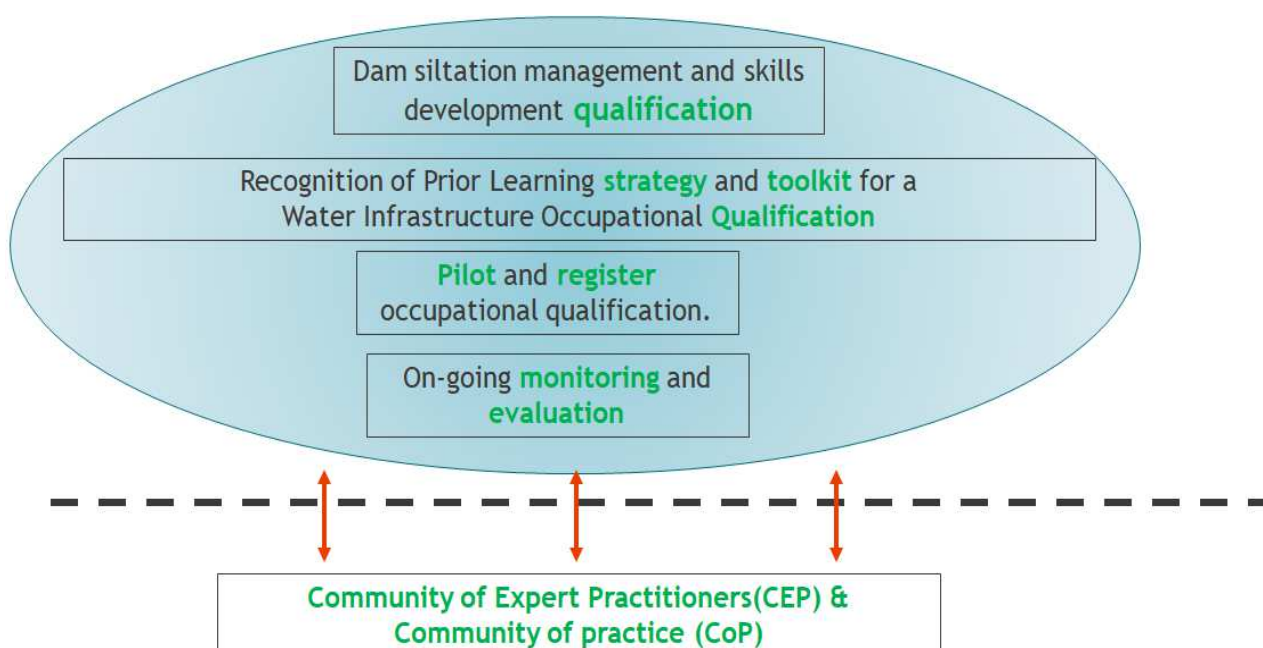 Dam siltation management and skills
development qualification
Recognition of Prior Learning strategy and toolkit for a
Water Infrastructure Occupational Qualification
Pilot and register
occupational qualification.
On-going monitoring and
evaluation
Community of Expert Practitioners(CEP) &
Community of practice (CoP)